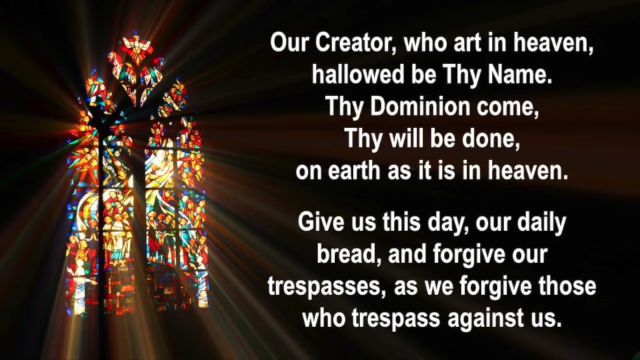 Our Creator, who art in heaven,
hallowed be Thy Name.
Thy Dominion come,
Thy will be done,
on earth as it is in heaven.
Give us this day, our daily
bread, and forgive our
trespasses, as we forgive those
who trespass against us.